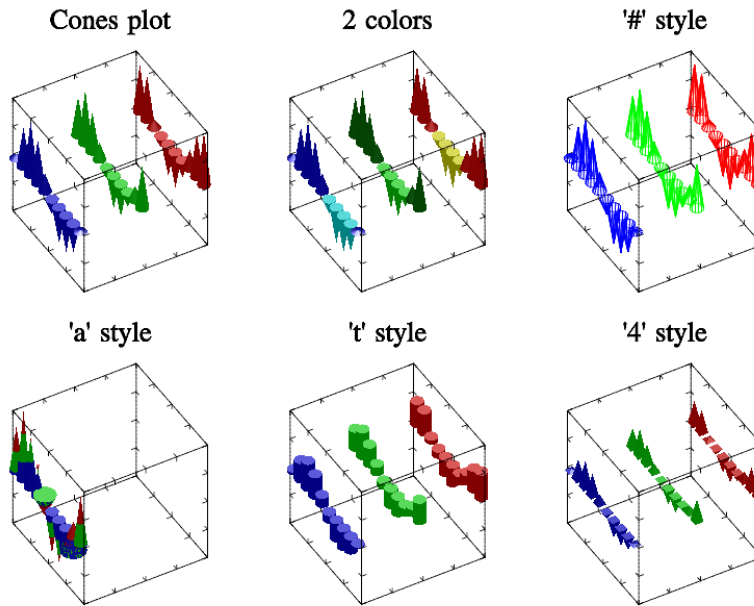 Cones plot
2 colors
'#' style
'a' style
't' style
'4' style